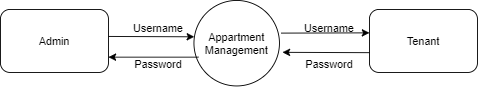 Username
Username
Admin
Appartment
Management
Tenant
Password
Password